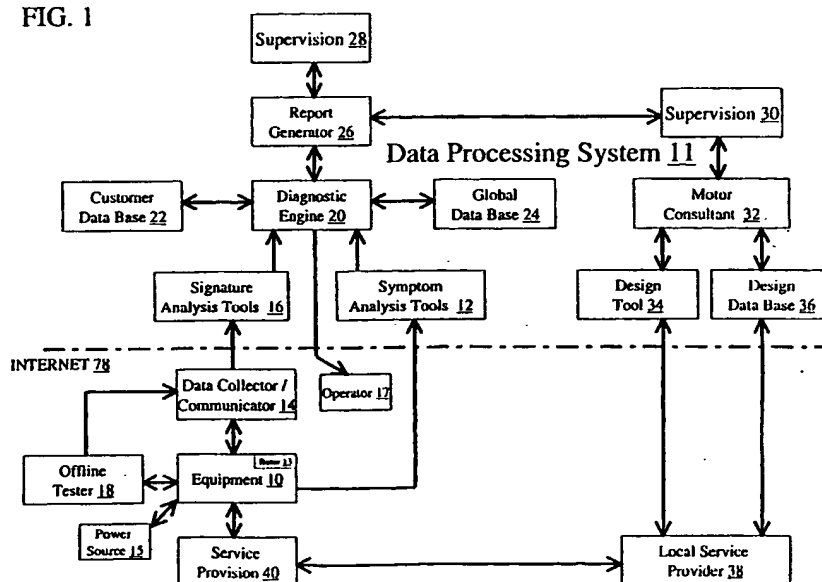 FIG. 1
Supervision 28
Report
Generator 26
Supervision 30
Data Processing System 11
Customer
Data Base 22
Diagnostic
Engine 20
Global
Data Base 24
Motor
Consultant 32
Signature
Analysis Tools 16
Symptom
Analysis Tools 12
Design
Tool 34
Design
Data Base 36
INTERNET 78
Data Collector /
Communicator 14
Operator 17
Offline
Tester 18
Equipment 10
Power
Source 15
Service
Provision 40
Local Service
Provider 38